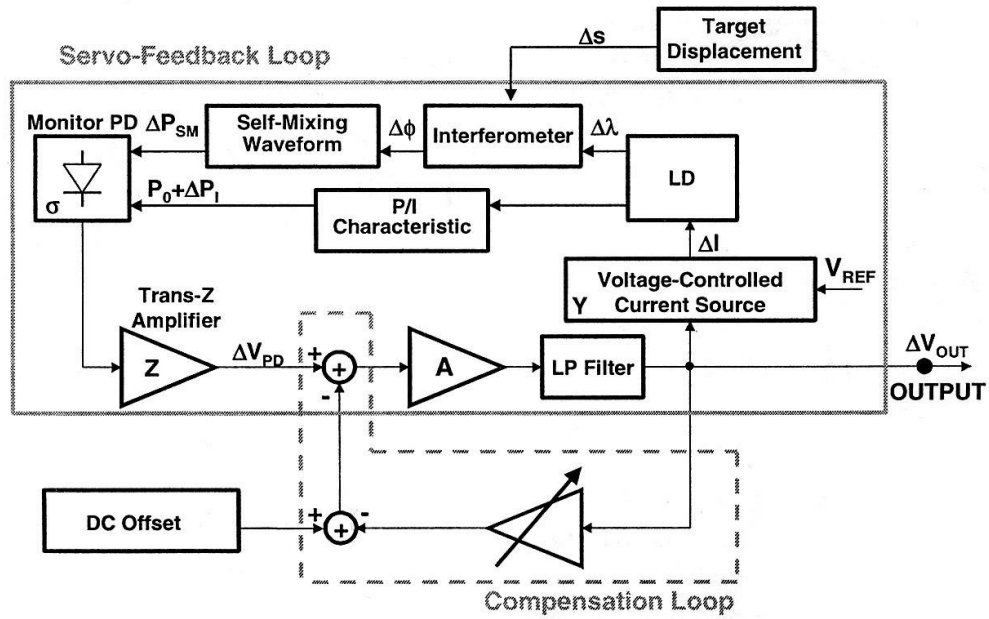 Target
Displacement
Δs
Servo-Feedback Loop
Monitor PD
ΔP_SM
Self-Mixing
Waveform
Δϕ
Interferometer
Δλ
LD
σ
P₀+ΔP_I
P/I
Characteristic
ΔI
Voltage-Controlled
Current Source
Y
V_REF
Trans-Z
Amplifier
Z
ΔV_PD
+
+
-
A
LP Filter
ΔV_OUT
OUTPUT
DC Offset
+
+
-
Compensation Loop